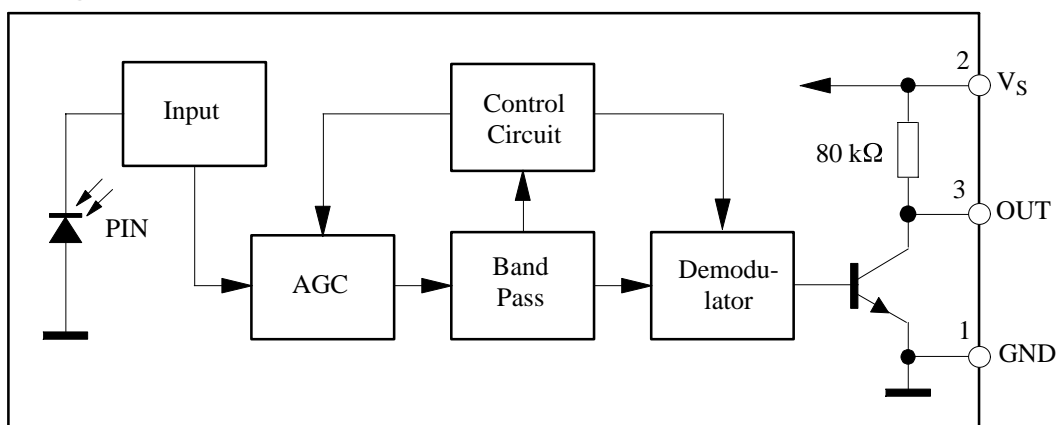 Input
Control
Circuit
2
V_S
80 kΩ
3
OUT
PIN
AGC
Band
Pass
Demodu-
lator
1
GND